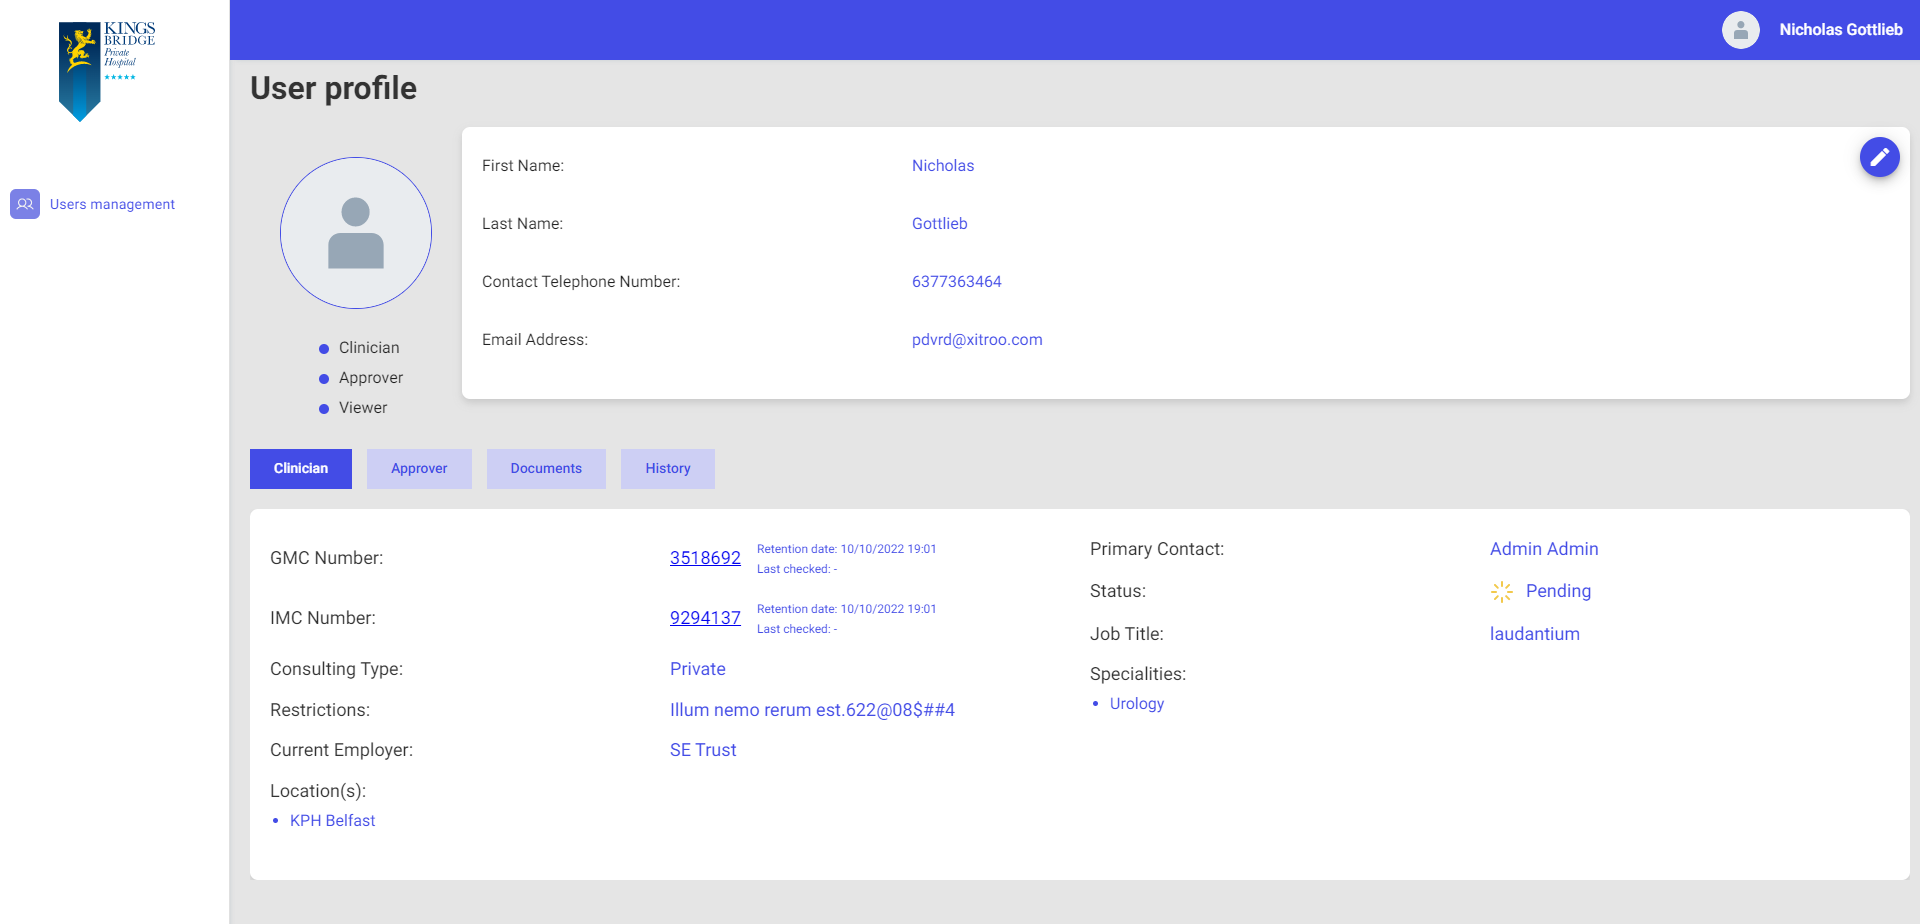 KINGS
BRIDGE
Private
Hospital
Nicholas Gottlieb
User profile
Users management
First Name: Nicholas
Last Name: Gottlieb
Contact Telephone Number: 6377363464
Email Address: pdvrd@xitroo.com
Clinician
Approver
Viewer
Clinician Approver Documents History
GMC Number: 3518692 Retention date: 10/10/2022 19:01
Last checked: -
IMC Number: 9294137 Retention date: 10/10/2022 19:01
Last checked: -
Consulting Type: Private
Restrictions: Illum nemo rerum est.622@08$##4
Current Employer: SE Trust
Location(s):
• KPH Belfast
Primary Contact: Admin Admin
Status: Pending
Job Title: laudantium
Specialities:
• Urology